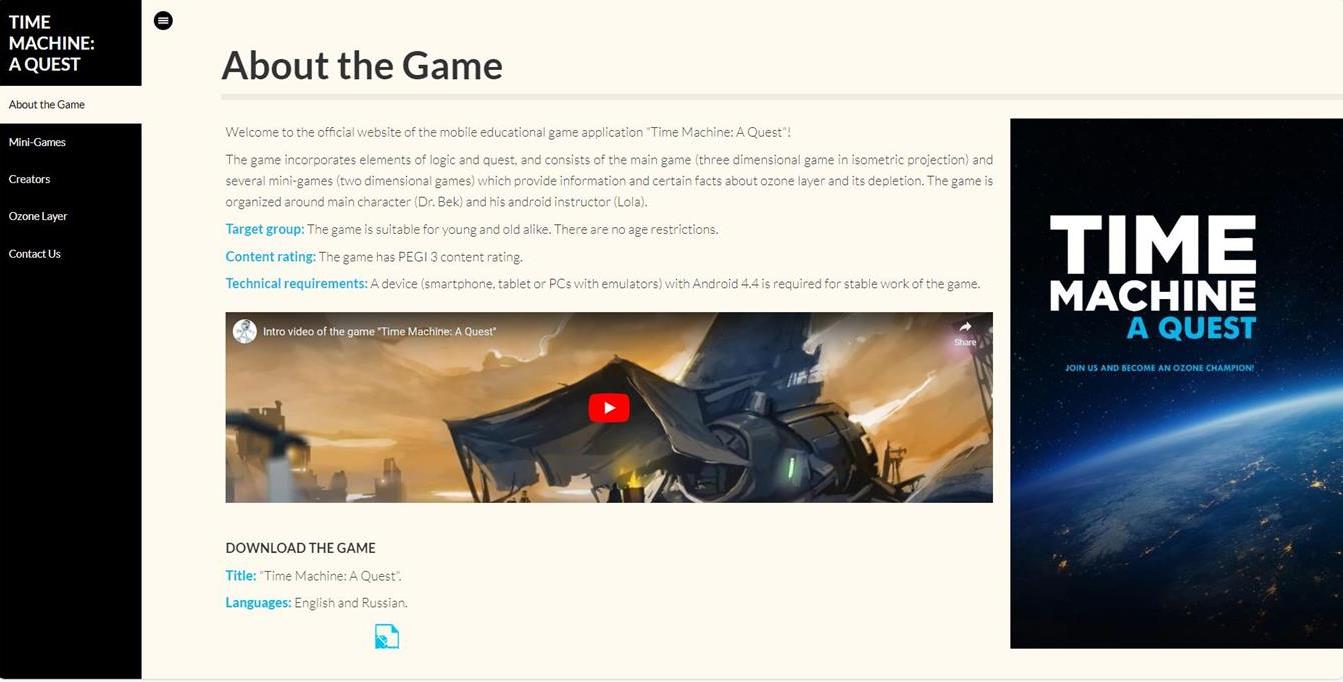 TIME
MACHINE:
A QUEST
About the Game
Mini-Games
Creators
Ozone Layer
Contact Us
About the Game
Welcome to the official website of the mobile educational game application "Time Machine: A Quest"!
The game incorporates elements of logic and quest, and consists of the main game (three dimensional game in isometric projection) and
several mini-games (two dimensional games) which provide information and certain facts about ozone layer and its depletion. The game is
organized around main character (Dr. Bek) and his android instructor (Lola).
Target group: The game is suitable for young and old alike. There are no age restrictions.
Content rating: The game has PEGI 3 content rating.
Technical requirements: A device (smartphone, tablet or PCs with emulators) with Android 4.4 is required for stable work of the game.
Intro video of the game "Time Machine: A Quest"
Share
DOWNLOAD THE GAME
Title: "Time Machine: A Quest".
Languages: English and Russian.
TIME
MACHINE
A QUEST
JOIN US AND BECOME AN OZONE CHAMPION!